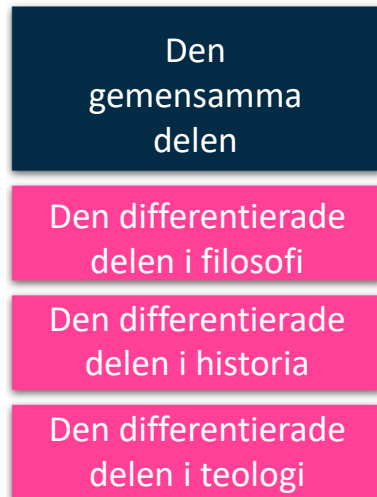 Den
gemensamma
delen
Den differentierade
delen i filosofi
Den differentierade
delen i historia
Den differentierade
delen i teologi